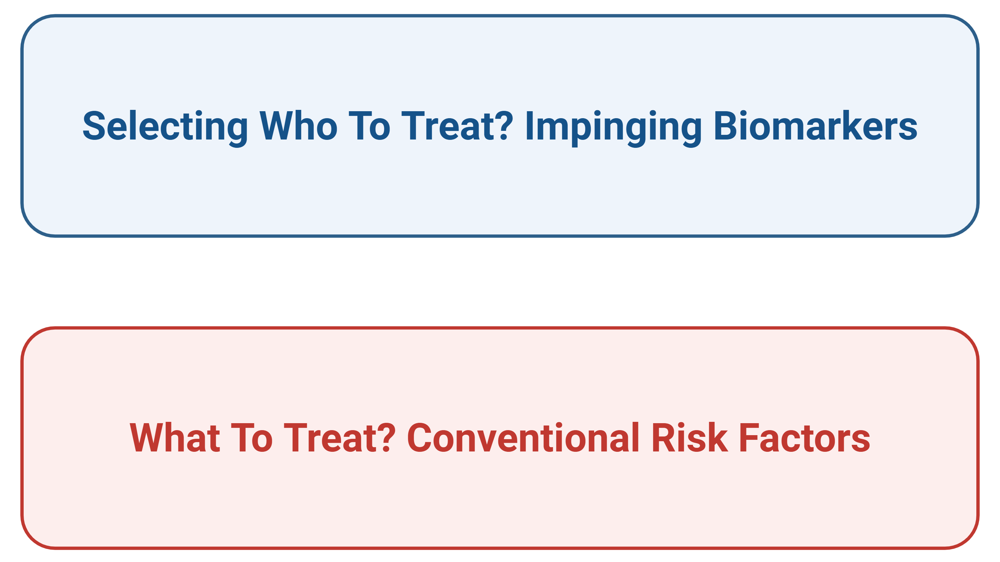 Selecting Who To Treat? Impinging Biomarkers
What To Treat? Conventional Risk Factors